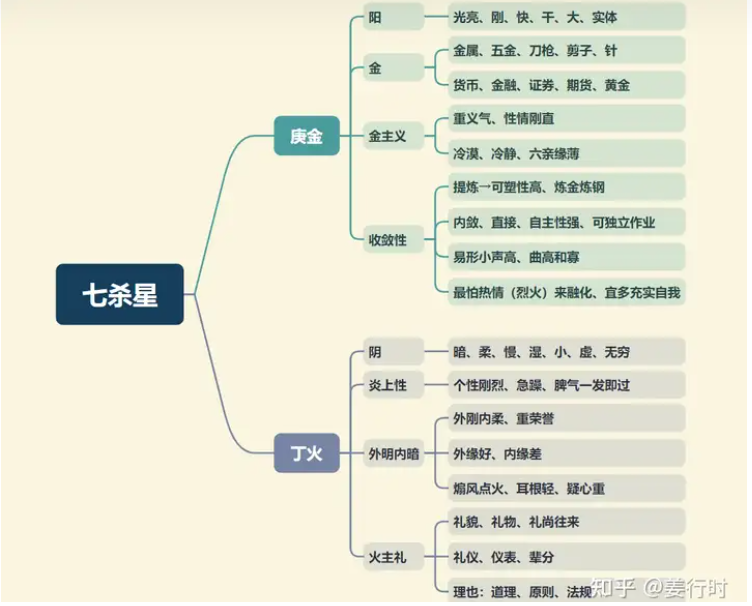 七杀星
庚金
阳
光亮、刚、快、干、大、实体
金
金属、五金、刀枪、剪子、针
货币、金融、证券、期货、黄金
金主义
重义气、性情刚直
冷漠、冷静、六亲缘薄
收敛性
提炼→可塑性高、炼金炼钢
内敛、直接、自主性强、可独立作业
易形小声高、曲高和寡
最怕热情（烈火）来融化、宜多充实自我
丁火
阴
暗、柔、慢、湿、小、虚、无穷
炎上性
个性刚烈、急躁、脾气一发即过
外明内暗
外刚内柔、重荣誉
外缘好、内缘差
煽风点火、耳根轻、疑心重
火主礼
礼貌、礼物、礼尚往来
礼仪、仪表、辈分
理也：道理、原则、法规
知乎 @姜行时